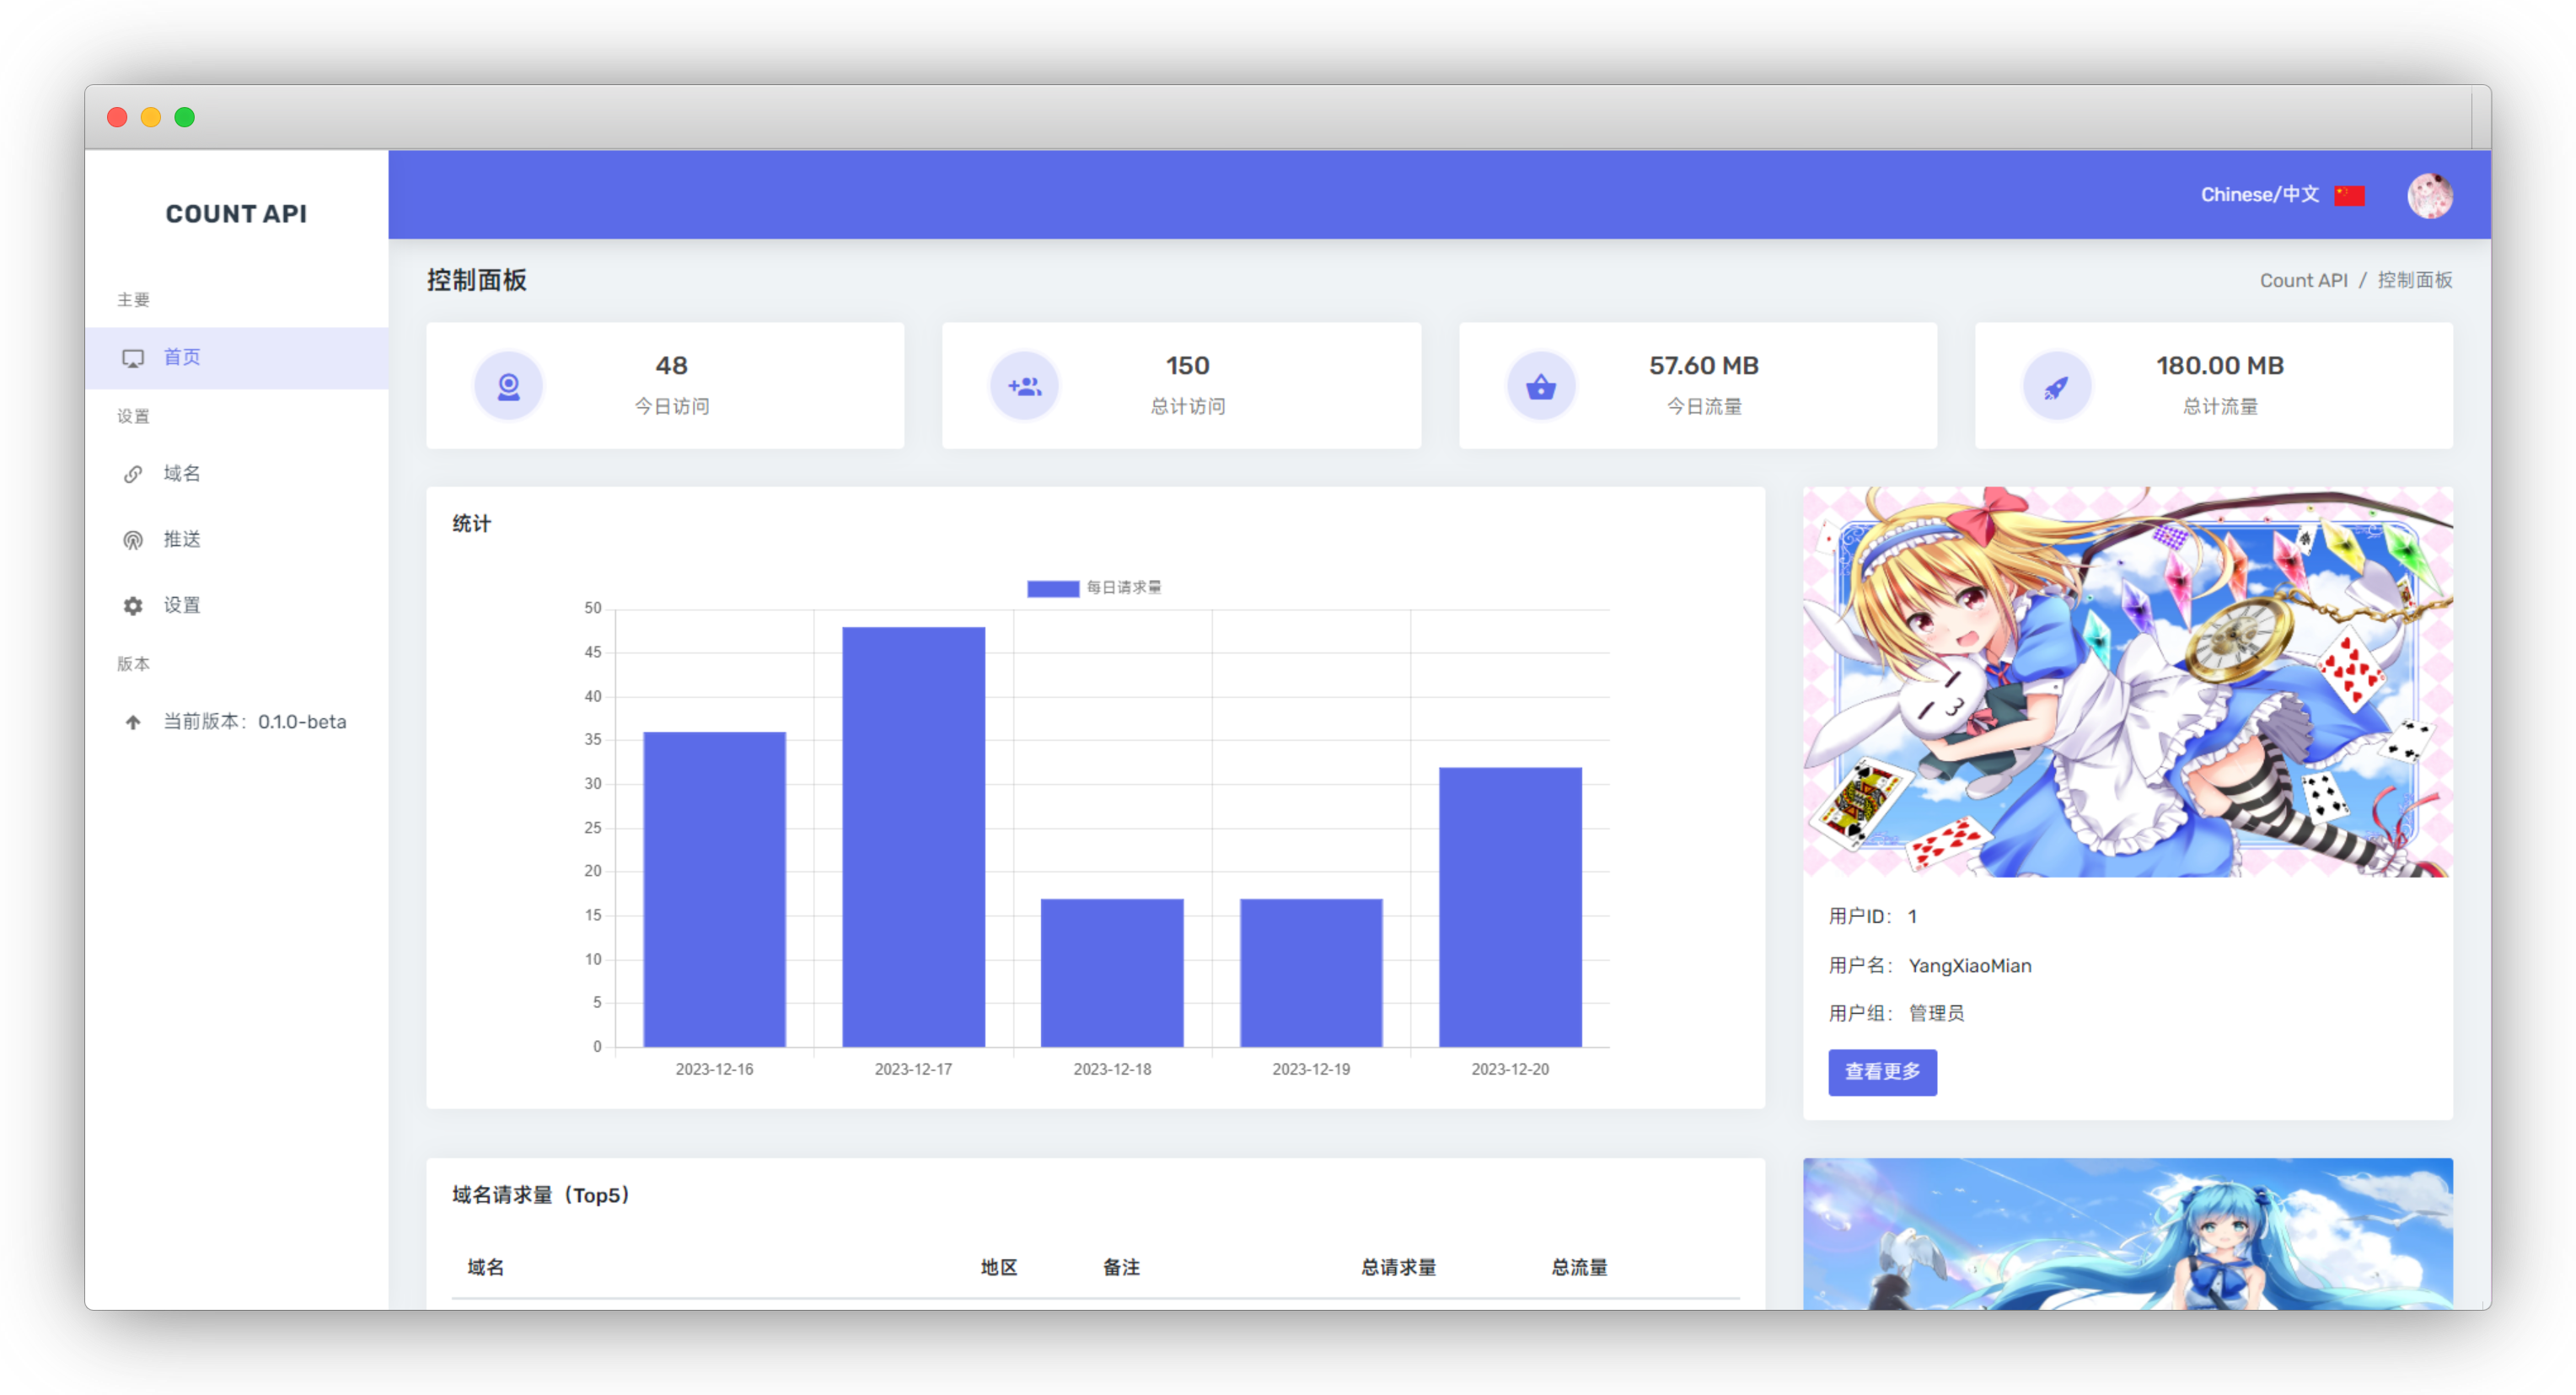 COUNT API
主要
首页
设置
域名
推送
设置
版本
当前版本：0.1.0-beta
Chinese/中文
控制面板
Count API / 控制面板
48
今日访问
150
总计访问
57.60 MB
今日流量
180.00 MB
总计流量
统计
每日请求量
50
45
40
35
30
25
20
15
10
5
0
2023-12-16 2023-12-17 2023-12-18 2023-12-19 2023-12-20
用户ID： 1
用户名： YangXiaoMian
用户组： 管理员
查看更多
域名请求量（Top5）
域名 地区 备注 总请求量 总流量